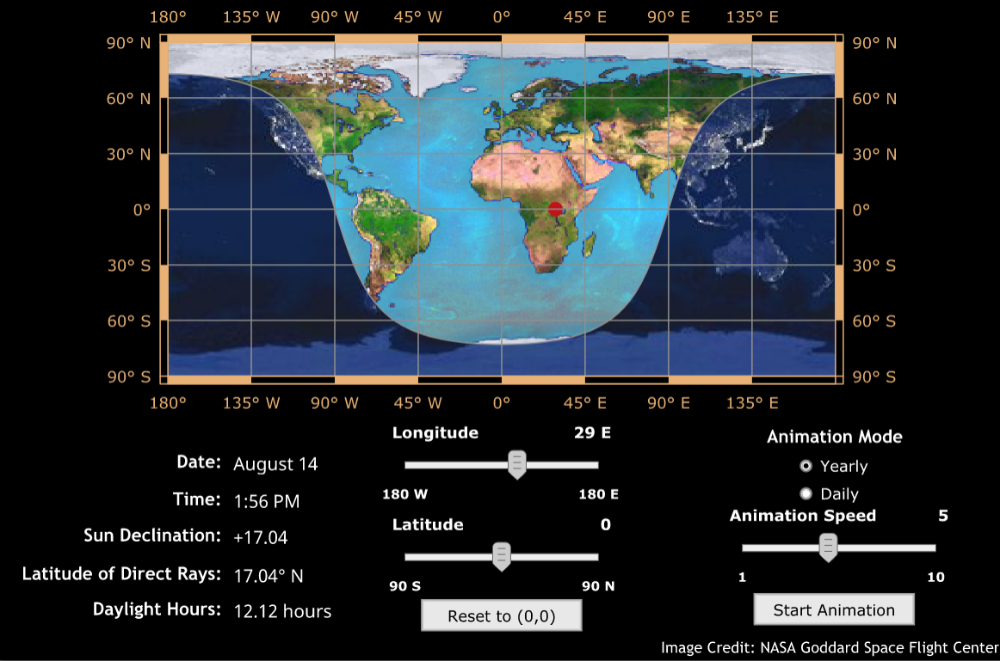 180° 135° W 90° W 45° W 0° 45° E 90° E 135° E
90° N 90° N
60° N 60° N
30° N 30° N
0° 0°
30° S 30° S
60° S 60° S
90° S 90° S
180° 135° W 90° W 45° W 0° 45° E 90° E 135° E
Date: August 14
Time: 1:56 PM
Sun Declination: +17.04
Latitude of Direct Rays: 17.04° N
Daylight Hours: 12.12 hours
Longitude 29 E
180 W 180 E
Latitude 0
90 S 90 N
Reset to (0,0)
Animation Mode
Yearly
Daily
Animation Speed 5
1 10
Start Animation
Image Credit: NASA Goddard Space Flight Center